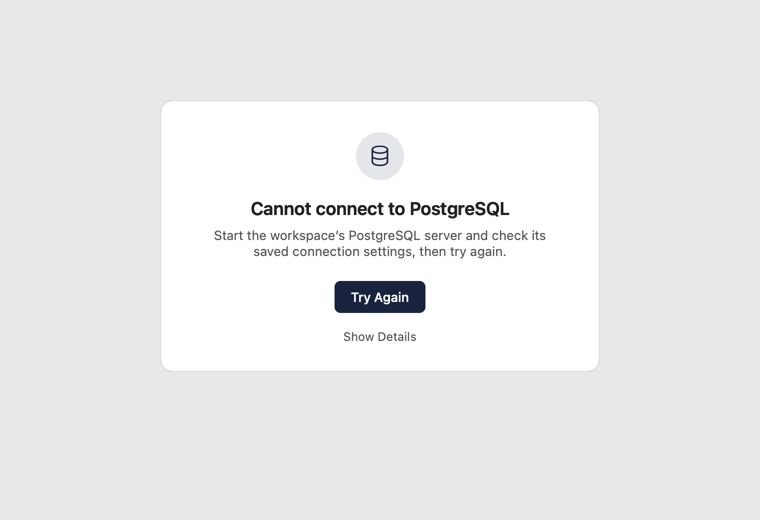 Cannot connect to PostgreSQL
Start the workspace’s PostgreSQL server and check its
saved connection settings, then try again.
Try Again
Show Details